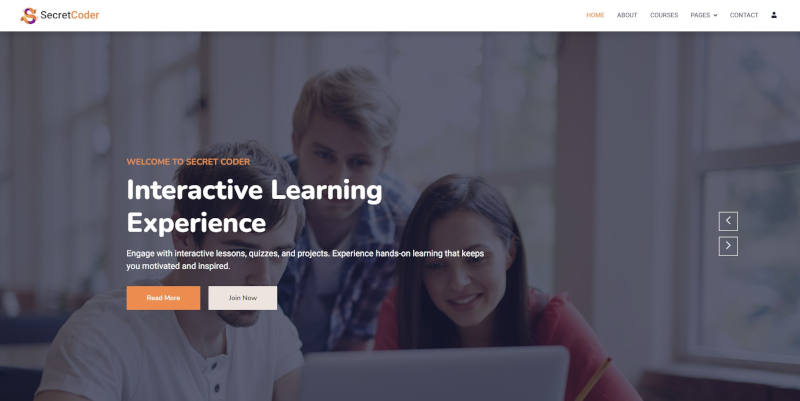 SecretCoder
HOME ABOUT COURSES PAGES CONTACT
WELCOME TO SECRET CODER
Interactive Learning
Experience
Engage with interactive lessons, quizzes, and projects. Experience hands-on learning that keeps
you motivated and inspired.
Read More Join Now